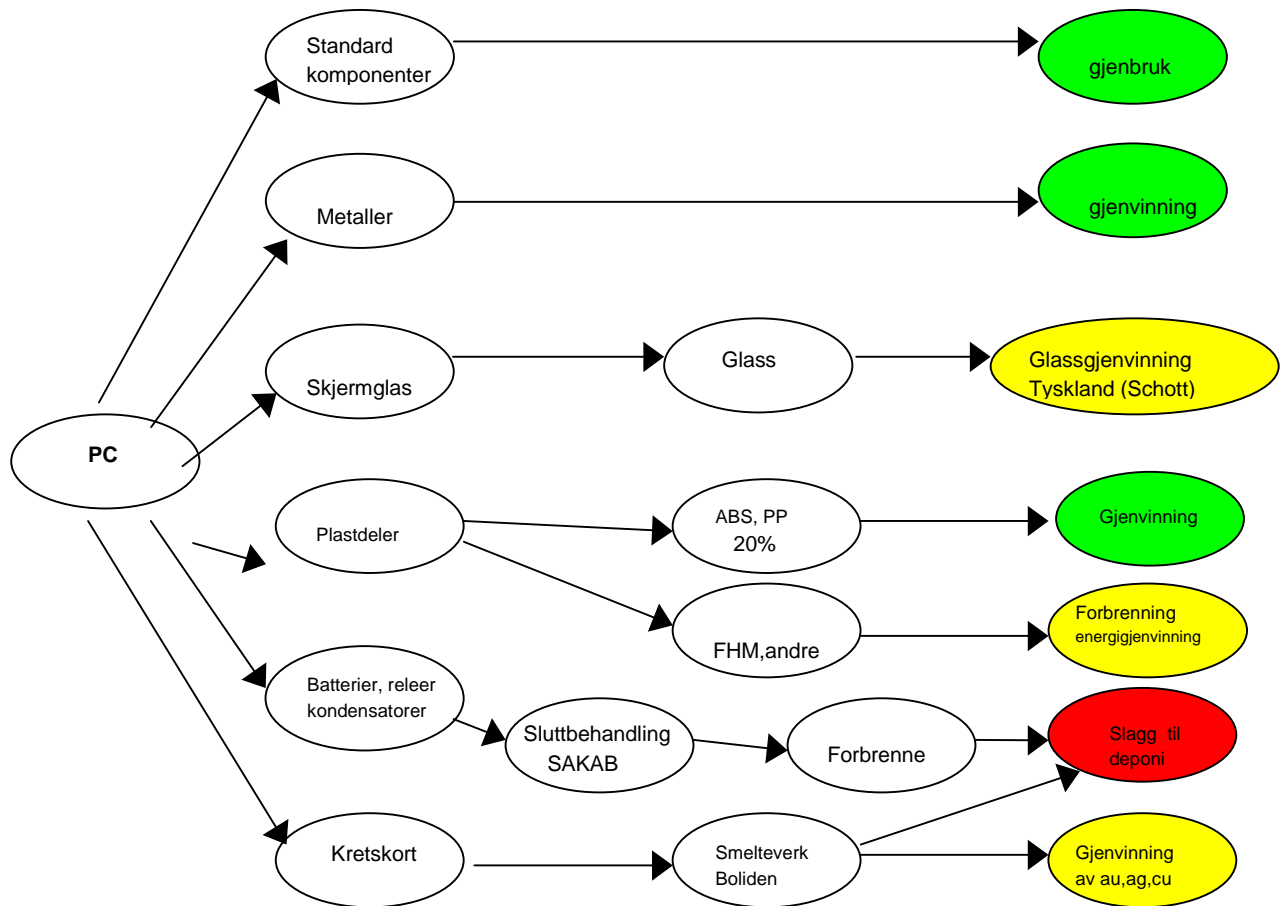 Standard
komponenter
gjenbruk
Metaller
gjenvinning
Skjermglas
Glass
Glassgjenvinning
Tyskland (Schott)
PC
Plastdeler
ABS, PP
20%
Gjenvinning
FHM,andre
Forbrenning
energigjenvinning
Batterier, releer
kondensatorer
Sluttbehandling
SAKAB
Forbrenne
Slagg til
deponi
Kretskort
Smelteverk
Boliden
Gjenvinning
av au,ag,cu